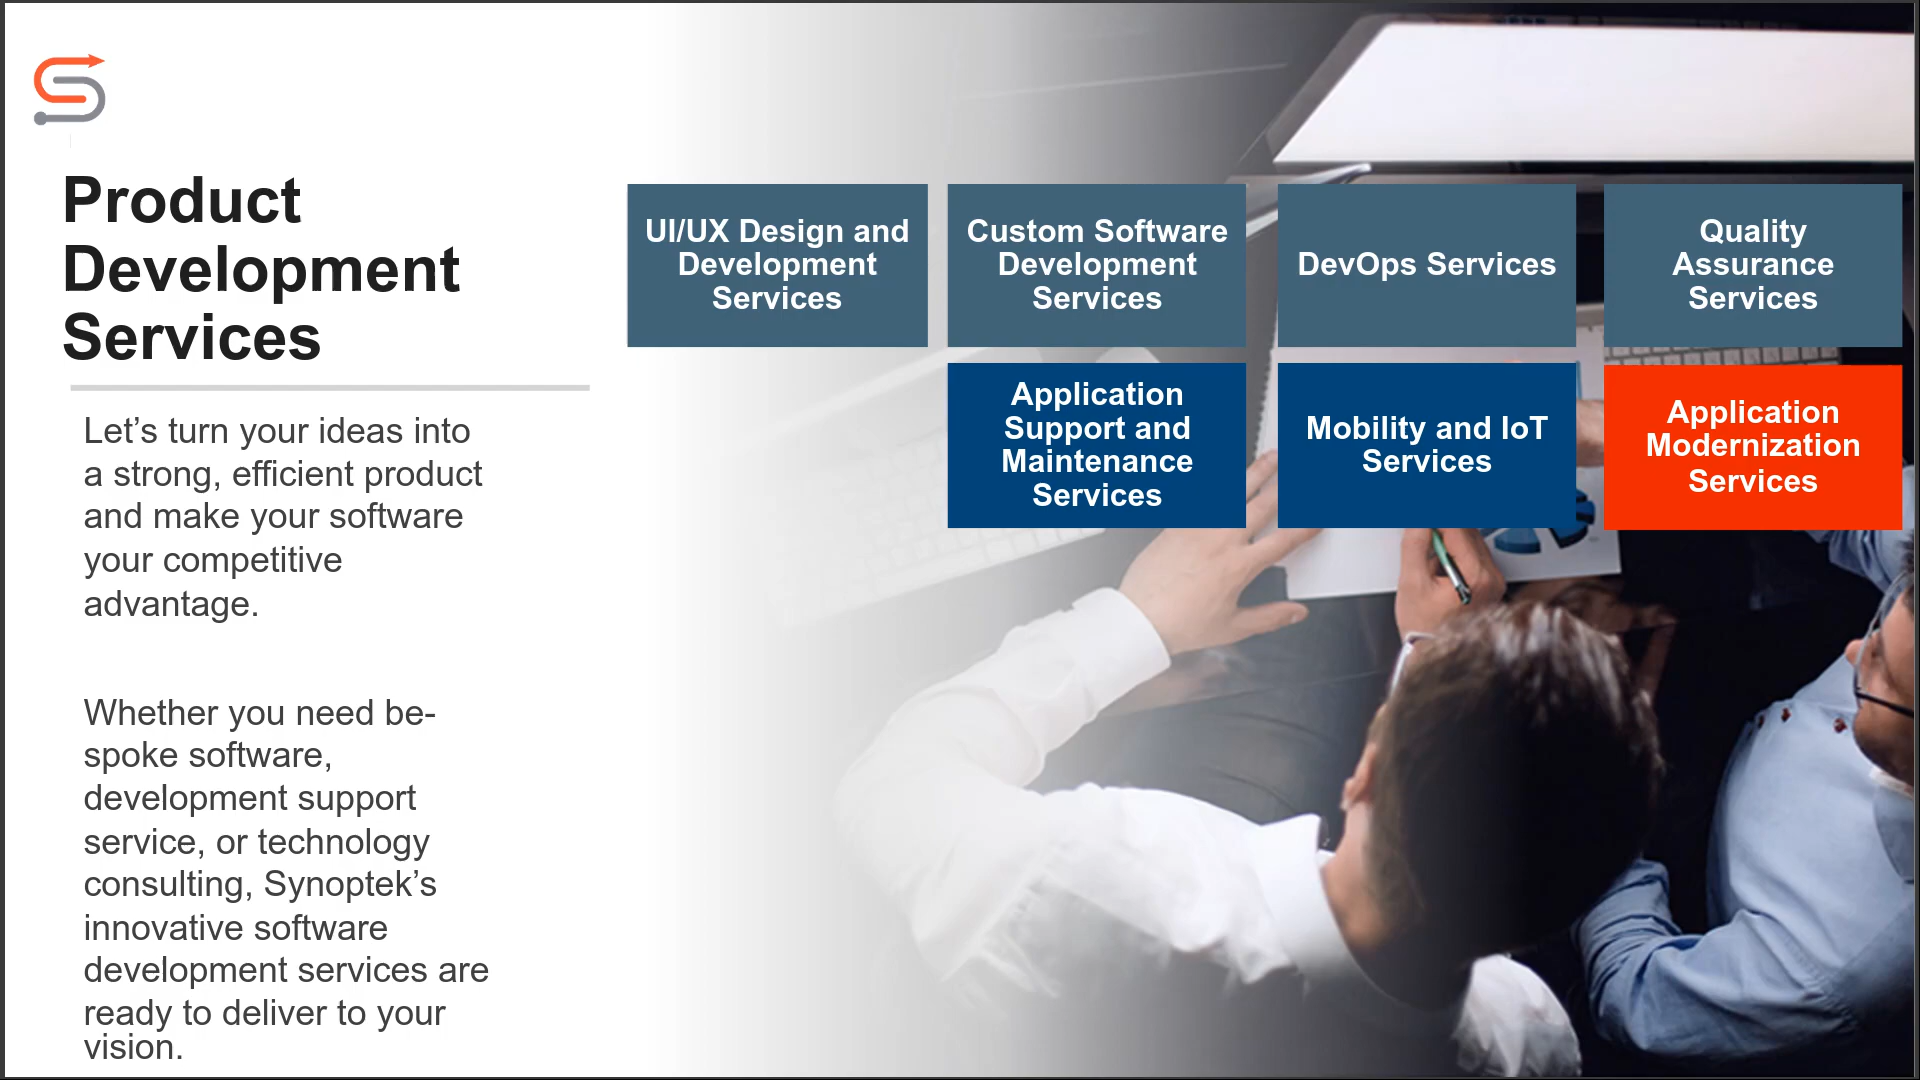 Product
Development
Services
Let’s turn your ideas into
a strong, efficient product
and make your software
your competitive
advantage.
Whether you need be-
spoke software,
development support
service, or technology
consulting, Synoptek’s
innovative software
development services are
ready to deliver to your
vision.
UI/UX Design and
Development
Services
Custom Software
Development
Services
DevOps Services
Quality
Assurance
Services
Application
Support and
Maintenance
Services
Mobility and IoT
Services
Application
Modernization
Services